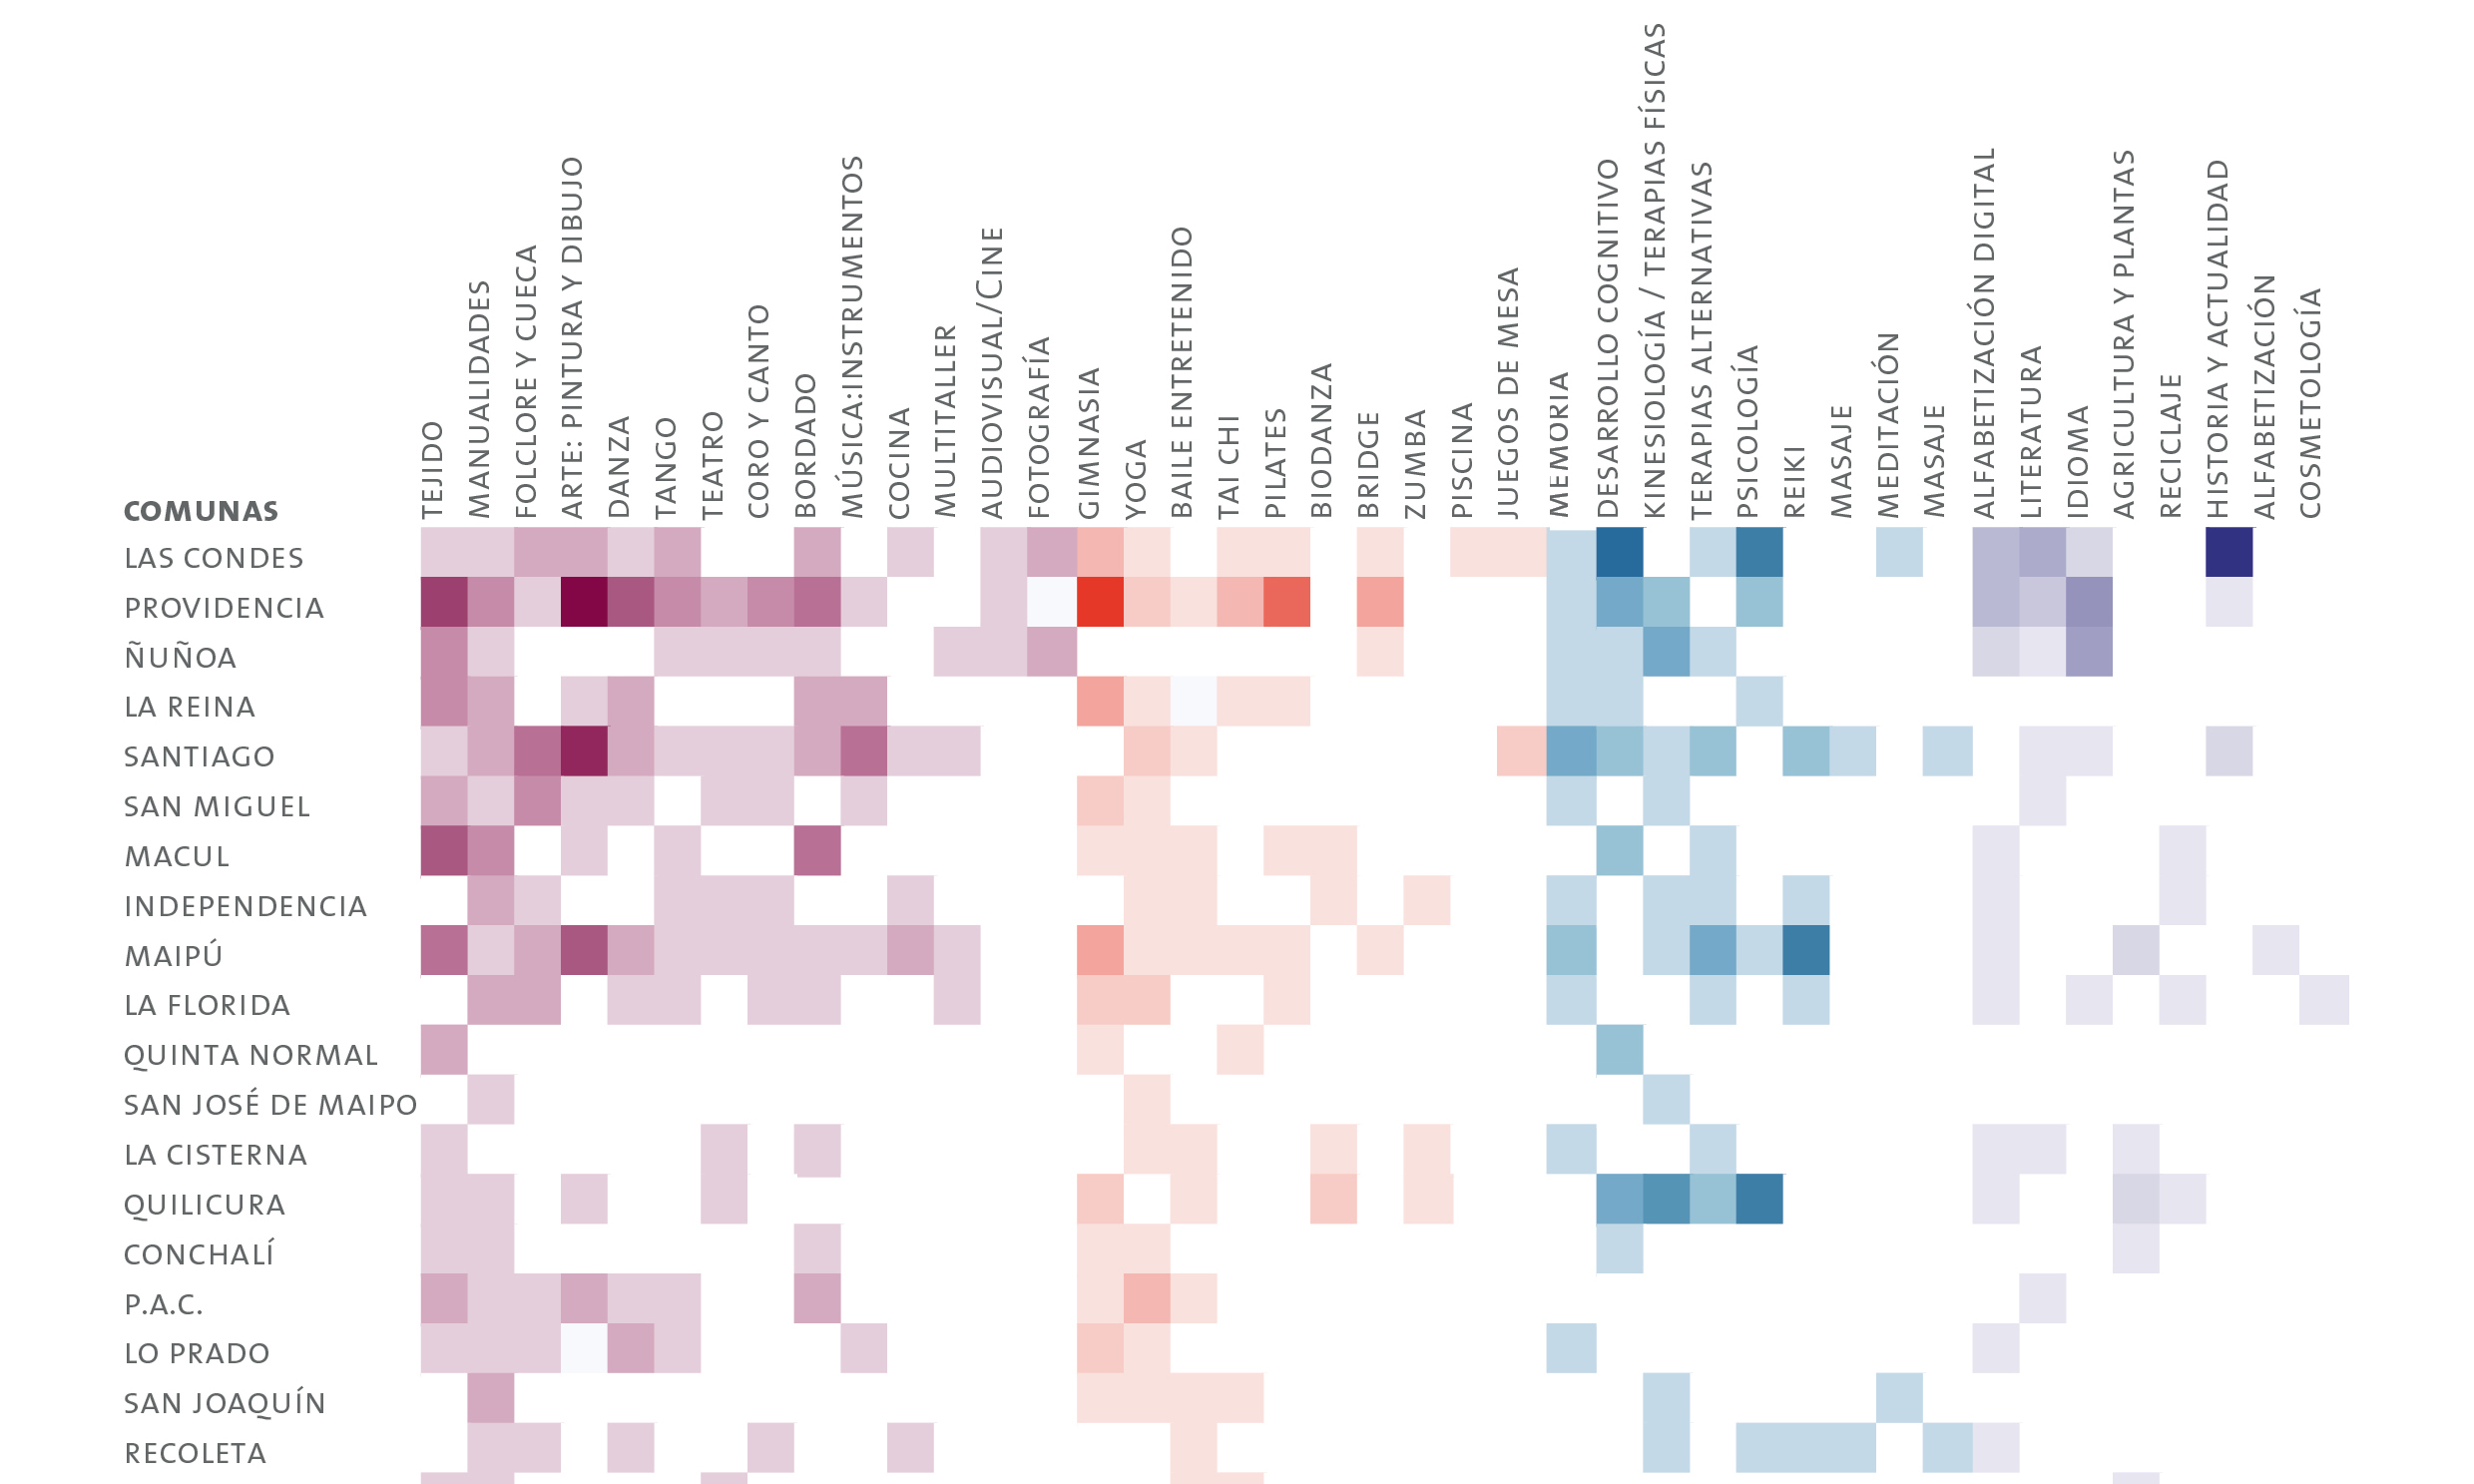 TEJIDO
MANUALIDADES
FOLCLORE Y CUECA
ARTE: PINTURA Y DIBUJO
DANZA
TANGO
TEATRO
CORO Y CANTO
BORDADO
MÚSICA:INSTRUMENTOS
COCINA
MULTITALLER
AUDIOVISUAL/CINE
FOTOGRAFÍA
GIMNASIA
YOGA
BAILE ENTRETENIDO
TAI CHI
PILATES
BIODANZA
BRIDGE
ZUMBA
PISCINA
JUEGOS DE MESA
MEMORIA
DESARROLLO COGNITIVO
KINESIOLOGÍA / TERAPIAS FÍSICAS
TERAPIAS ALTERNATIVAS
PSICOLOGÍA
REIKI
MASAJE
MEDITACIÓN
MASAJE
ALFABETIZACIÓN DIGITAL
LITERATURA
IDIOMA
AGRICULTURA Y PLANTAS
RECICLAJE
HISTORIA Y ACTUALIDAD
ALFABETIZACIÓN
COSMETOLOGÍA
COMUNAS
LAS CONDES
PROVIDENCIA
ÑUÑOA
LA REINA
SANTIAGO
SAN MIGUEL
MACUL
INDEPENDENCIA
MAIPÚ
LA FLORIDA
QUINTA NORMAL
SAN JOSÉ DE MAIPO
LA CISTERNA
QUILICURA
CONCHALÍ
P.A.C.
LO PRADO
SAN JOAQUÍN
RECOLETA